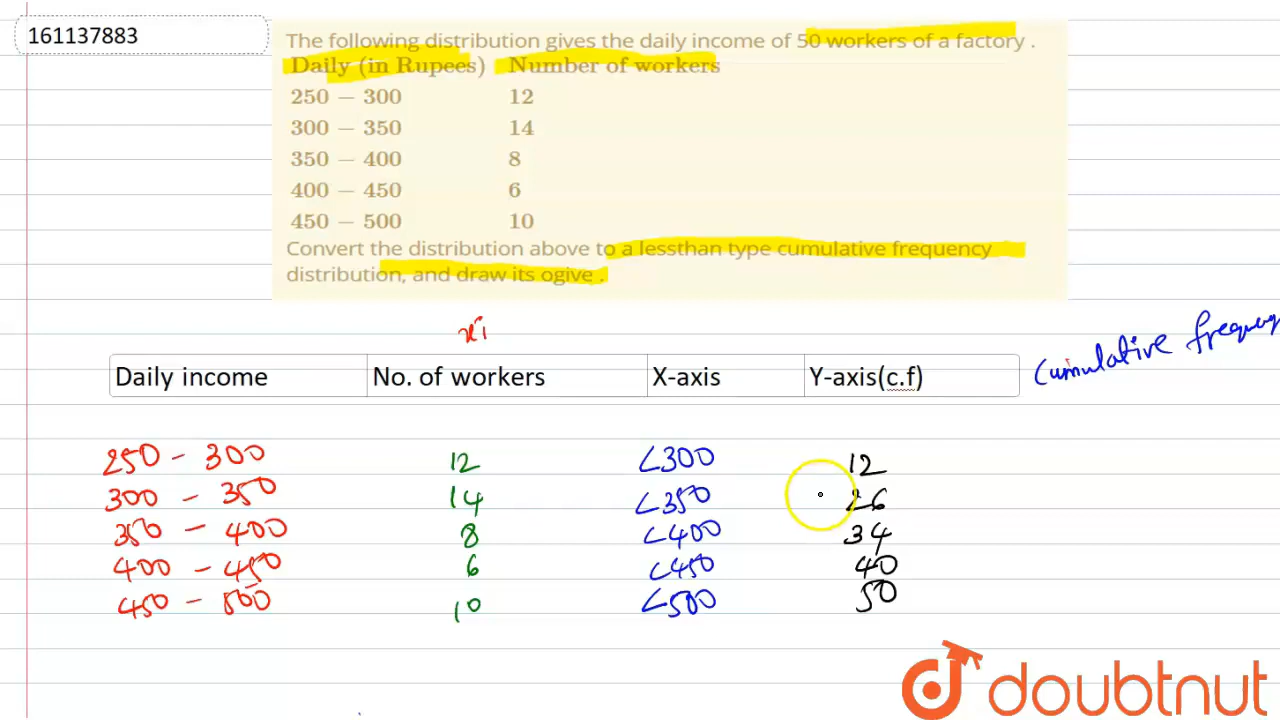 161137883
The following distribution gives the daily income of 50 workers of a factory .
Daily (in Rupees) Number of workers
250 – 300 12
300 – 350 14
350 – 400 8
400 – 450 6
450 – 500 10
Convert the distribution above to a lessthan type cumulative frequency
distribution, and draw its ogive .
xi
Cumulative frequency
Daily income No. of workers X-axis Y-axis(c.f)
250 – 300 12 <300 12
300 – 350 14 <350 26
350 – 400 8 <400 34
400 – 450 6 <450 40
450 – 500 10 <500 50
doubtnut